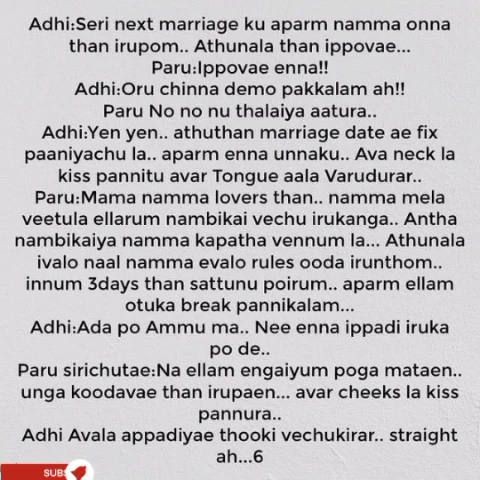 Adhi:Seri next marriage ku aparm namma onna
than irupom.. Athunala than ippovae...
Paru:Ippovae enna!!
Adhi:Oru chinna demo pakkalam ah!!
Paru No no nu thalaiya aatura..
Adhi:Yen yen.. athuthan marriage date ae fix
paaniyachu la.. aparm enna unnaku.. Ava neck la
kiss pannitu avar Tongue aala Varudurar..
Paru:Mama namma lovers than.. namma mela
veetula ellarum nambikai vechu irukanga.. Antha
nambikaiya namma kapatha vennum la... Athunala
ivalo naal namma evalo rules ooda irunthom..
innum 3days than sattunu poirum.. aparm ellam
otuka break pannikalam...
Adhi:Ada po Ammu ma.. Nee enna ippadi iruka
po de..
Paru sirichutae:Na ellam engaiyum poga mataen..
unga koodavae than irupaen... avar cheeks la kiss
pannura..
Adhi Avala appadiyae thooki vechukirar.. straight
ah...6
SUBS